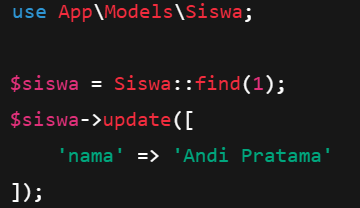 use App\Models\Siswa;
$siswa = Siswa::find(1);
$siswa->update([
    'nama' => 'Andi Pratama'
]);